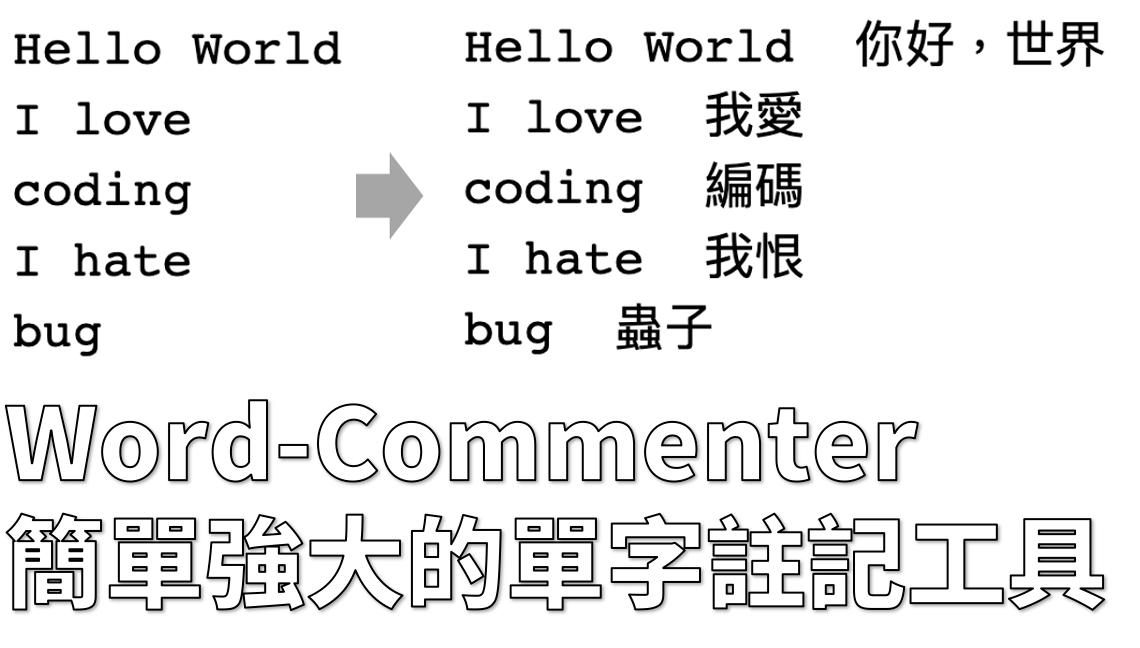 Hello World
I love
coding
I hate
bug
Hello World 你好，世界
I love 我愛
coding 編碼
I hate 我恨
bug 蟲子
Word-Commenter
簡單強大的單字註記工具